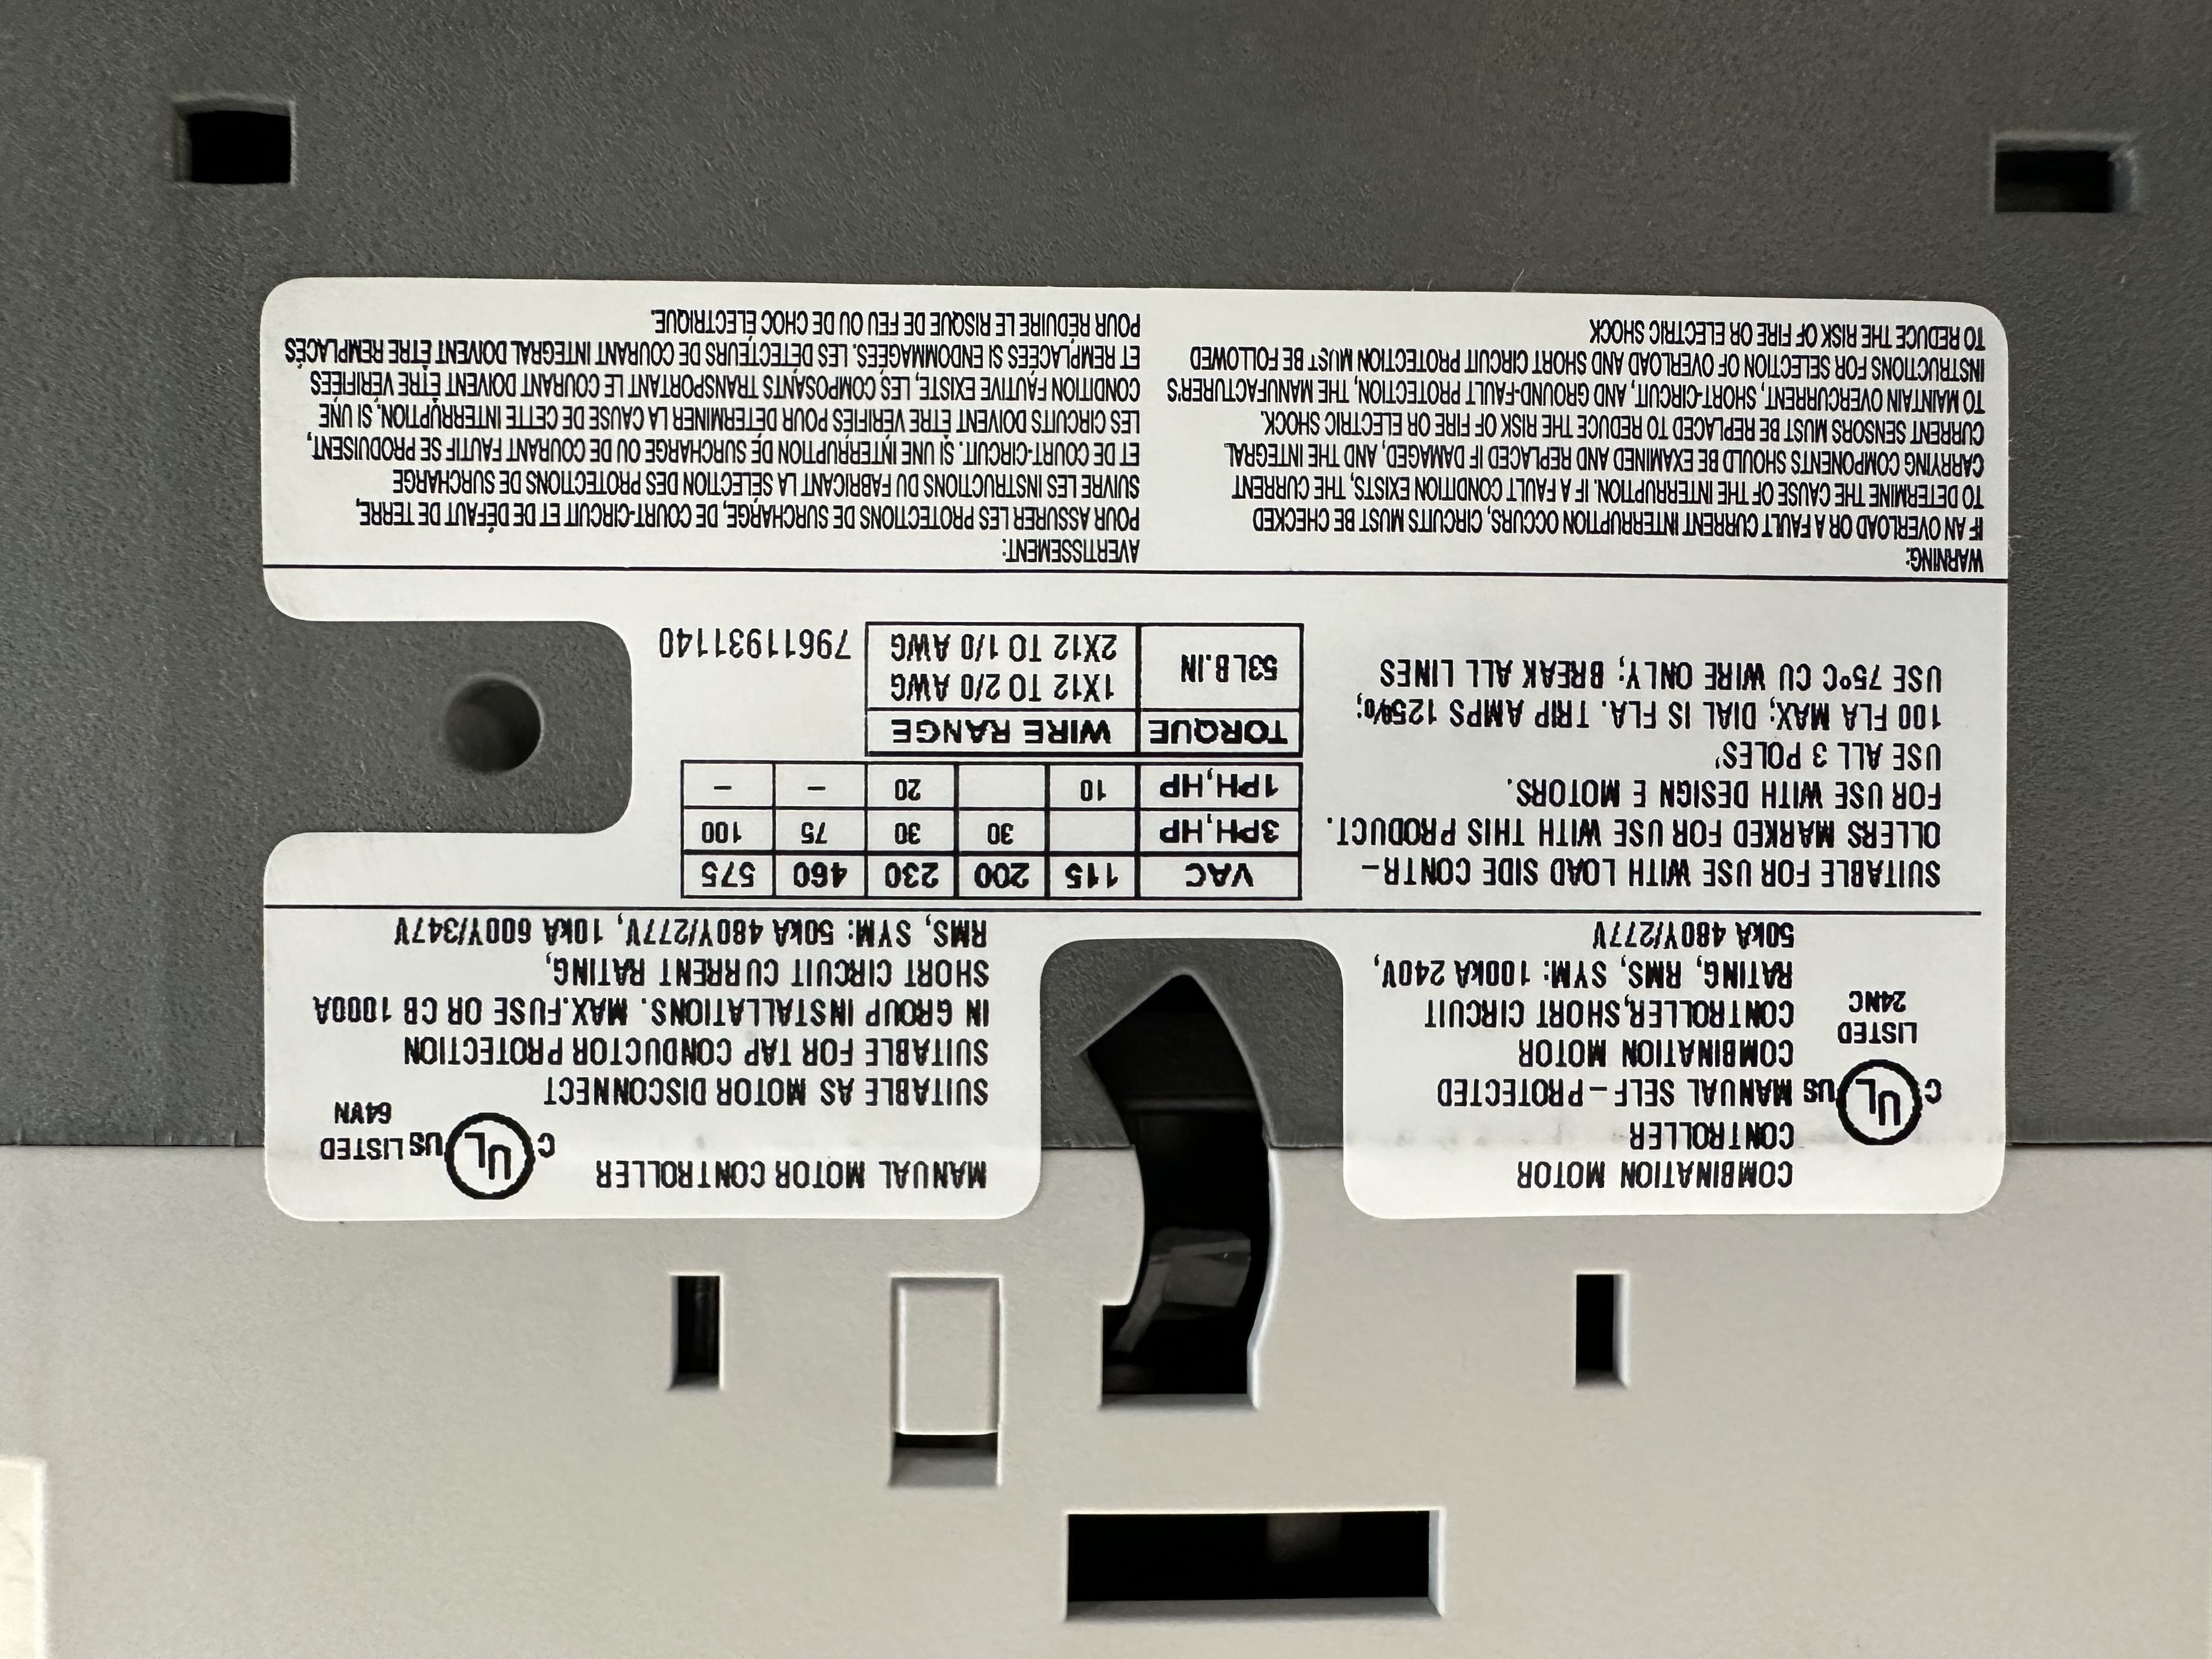 COMBINATION MOTOR
CONTROLLER
C UL US MANUAL SELF-PROTECTED
COMBINATION MOTOR
LISTED
CONTROLLER,SHORT CIRCUIT
24NC
RATING, RMS, SYM: 100kA 240V,
50kA 480Y/277V
MANUAL MOTOR CONTROLLER
C UL US LISTED
64VN
SUITABLE AS MOTOR DISCONNECT
SUITABLE FOR TAP CONDUCTOR PROTECTION
IN GROUP INSTALLATIONS. MAX.FUSE OR CB 1000A
SHORT CIRCUIT CURRENT RATING,
RMS, SYM: 50kA 480Y/277V, 10kA 600Y/347V
SUITABLE FOR USE WITH LOAD SIDE CONTR-
OLLERS MARKED FOR USE WITH THIS PRODUCT.
FOR USE WITH DESIGN E MOTORS.
USE ALL 3 POLES'
100 FLA MAX; DIAL IS FLA. TRIP AMPS 125%;
USE 75°C CU WIRE ONLY; BREAK ALL LINES
VAC 115 200 230 460 575
3PH,HP 30 30 75 100
1PH,HP 10 20 – –
TORQUE WIRE RANGE
53LB.IN 1X12 TO 2/0 AWG
2X12 TO 1/0 AWG
79611931140
WARNING:
IF AN OVERLOAD OR A FAULT CURRENT INTERRUPTION OCCURS, CIRCUITS MUST BE CHECKED
TO DETERMINE THE CAUSE OF THE INTERRUPTION. IF A FAULT CONDITION EXISTS, THE CURRENT
CARRYING COMPONENTS SHOULD BE EXAMINED AND REPLACED IF DAMAGED, AND THE INTEGRAL
CURRENT SENSORS MUST BE REPLACED TO REDUCE THE RISK OF FIRE OR ELECTRIC SHOCK.
TO MAINTAIN OVERCURRENT, SHORT-CIRCUIT, AND GROUND-FAULT PROTECTION, THE MANUFACTURER'S
INSTRUCTIONS FOR SELECTION OF OVERLOAD AND SHORT CIRCUIT PROTECTION MUST BE FOLLOWED
TO REDUCE THE RISK OF FIRE OR ELECTRIC SHOCK
AVERTISSEMENT:
POUR ASSURER LES PROTECTIONS DE SURCHARGE, DE COURT-CIRCUIT ET DE DÉFAUT DE TERRE,
SUIVRE LES INSTRUCTIONS DU FABRICANT LA SÉLECTION DES PROTECTIONS DE SURCHARGE
ET DE COURT-CIRCUIT. SI UNE INTERRUPTION DE SURCHARGE OU DE COURANT FAUTIF SE PRODUISENT,
LES CIRCUITS DOIVENT ÊTRE VÉRIFIÉS POUR DÉTERMINER LA CAUSE DE CETTE INTERRUPTION. SI UNE
CONDITION FAUTIVE EXISTE, LES COMPOSANTS TRANSPORTANT LE COURANT DOIVENT ÊTRE VÉRIFIÉES
ET REMPLACÉES SI ENDOMMAGÉES. LES DÉTECTEURS DE COURANT INTÉGRAL DOIVENT ÊTRE REMPLACÉS
POUR RÉDUIRE LE RISQUE DE FEU OU DE CHOC ÉLECTRIQUE.